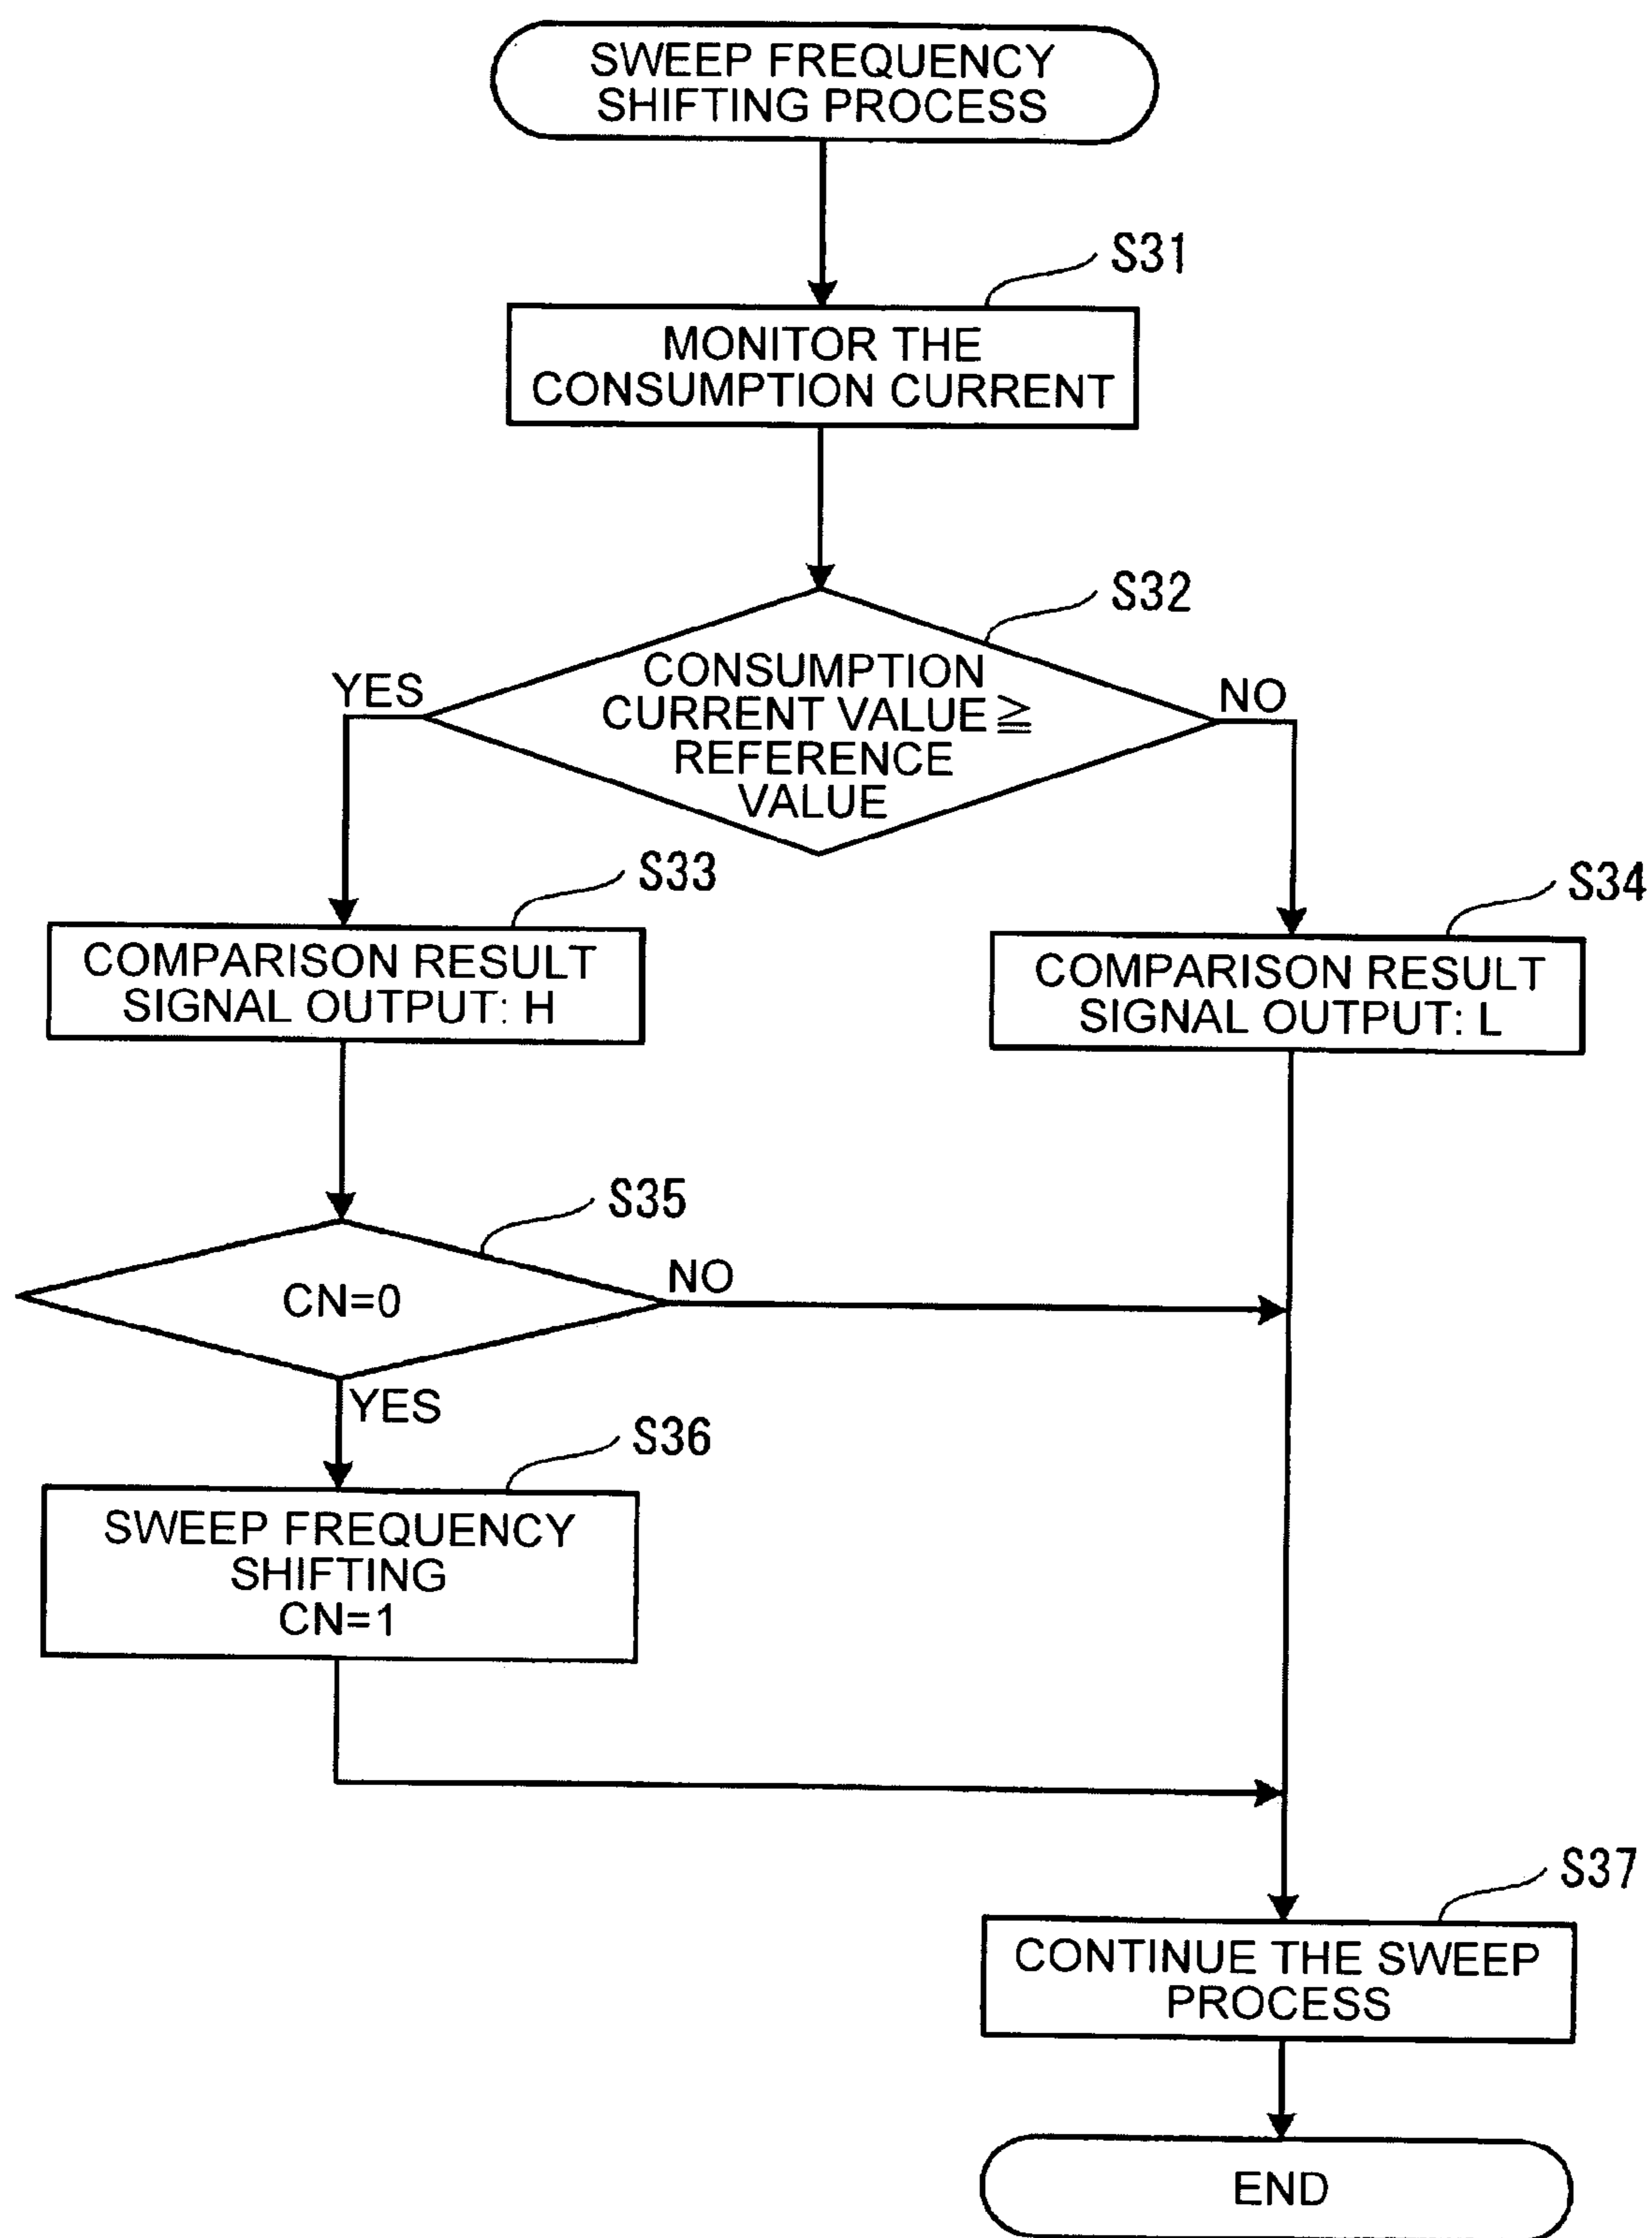 SWEEP FREQUENCY
SHIFTING PROCESS
S31
MONITOR THE
CONSUMPTION CURRENT
S32
CONSUMPTION
CURRENT VALUE ≧
REFERENCE
VALUE
YES
NO
S33
COMPARISON RESULT
SIGNAL OUTPUT: H
S34
COMPARISON RESULT
SIGNAL OUTPUT: L
S35
CN=0
NO
YES
S36
SWEEP FREQUENCY
SHIFTING
CN=1
S37
CONTINUE THE SWEEP
PROCESS
END